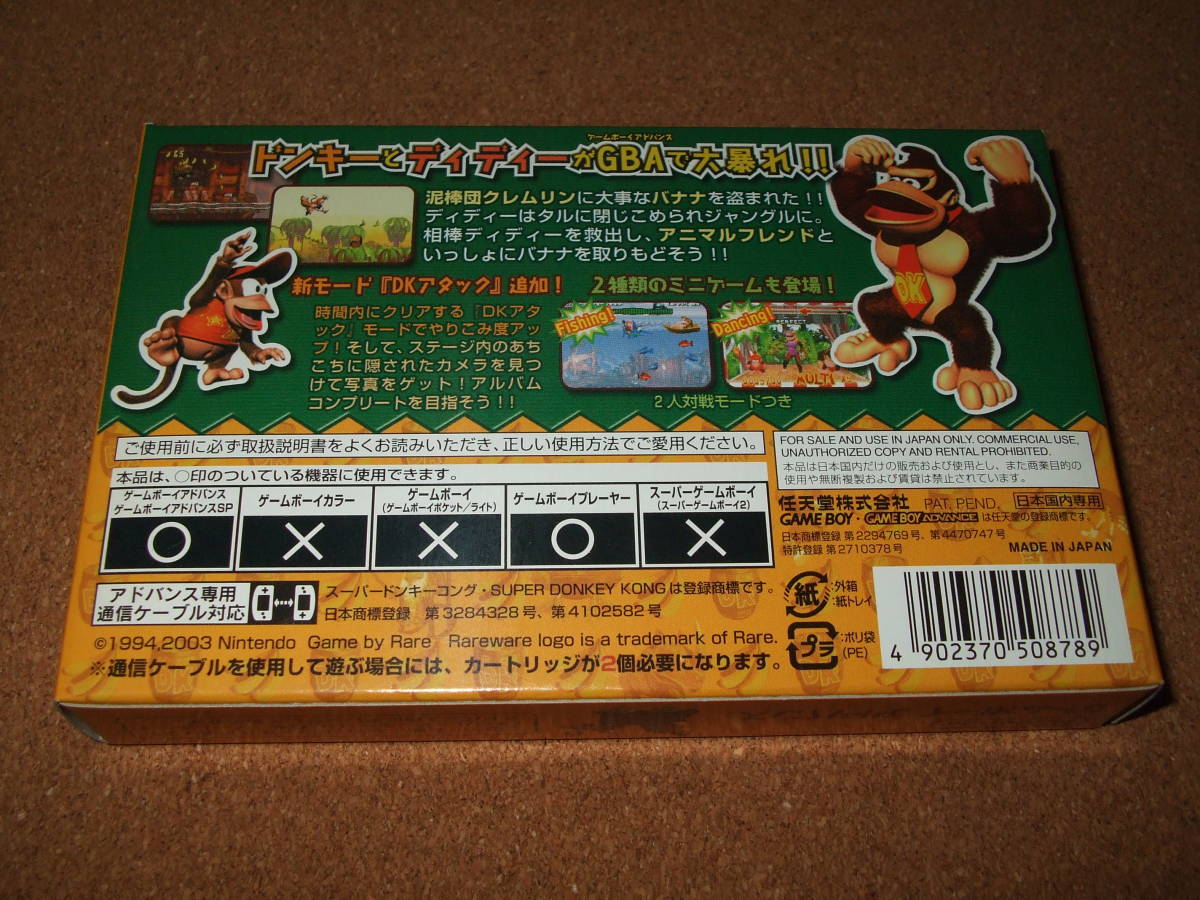 ゲームボーイアドバンス
ドンキーとディディーがGBAで大暴れ!!
泥棒団クレムリンに大事なバナナを盗まれた!!
ディディーはタルに閉じこめられジャングルに。
相棒ディディーを救出し、アニマルフレンドと
いっしょにバナナを取りもどそう!!
DK
新モード『DKアタック』追加!
時間内にクリアする『DKアタ
ック』モードでやりこみ度アッ
プ!そして、ステージ内のあち
こちに隠されたカメラを見つ
けて写真をゲット!アルバム
コンプリートを目指そう!!
2種類のミニゲームも登場!
Fishing!
Dancing!
PERFECT
MULTI
2人対戦モードつき
ご使用前に必ず取扱説明書をよくお読みいただき、正しい使用方法でご愛用ください。
本品は、○印のついている機器に使用できます。
ゲームボーイアドバンス
ゲームボーイアドバンスSP
○
ゲームボーイカラー
×
ゲームボーイ
(ゲームボーイポケット/ライト)
×
ゲームボーイプレーヤー
○
スーパーゲームボーイ
(スーパーゲームボーイ2)
×
FOR SALE AND USE IN JAPAN ONLY. COMMERCIAL USE,
UNAUTHORIZED COPY AND RENTAL PROHIBITED.
本品は日本国内だけの販売および使用とし、また商業目的の
使用や無断複製および賃貸は禁止されています。
任天堂株式会社 PAT. PEND. 日本国内専用
GAME BOY・GAME BOY ADVANCE は任天堂の登録商標です。
日本商標登録 第2294769号、第4470747号
特許登録 第2710378号 MADE IN JAPAN
アドバンス専用
通信ケーブル対応
スーパードンキーコング・SUPER DONKEY KONGは登録商標です。
日本商標登録 第3284328号、第4102582号
©1994,2003 Nintendo Game by Rare. Rareware logo is a trademark of Rare.
※通信ケーブルを使用して遊ぶ場合には、カートリッジが2個必要になります。
紙
:外箱
:紙トレイ
プラ
:ポリ袋
(PE)
4 902370 508789